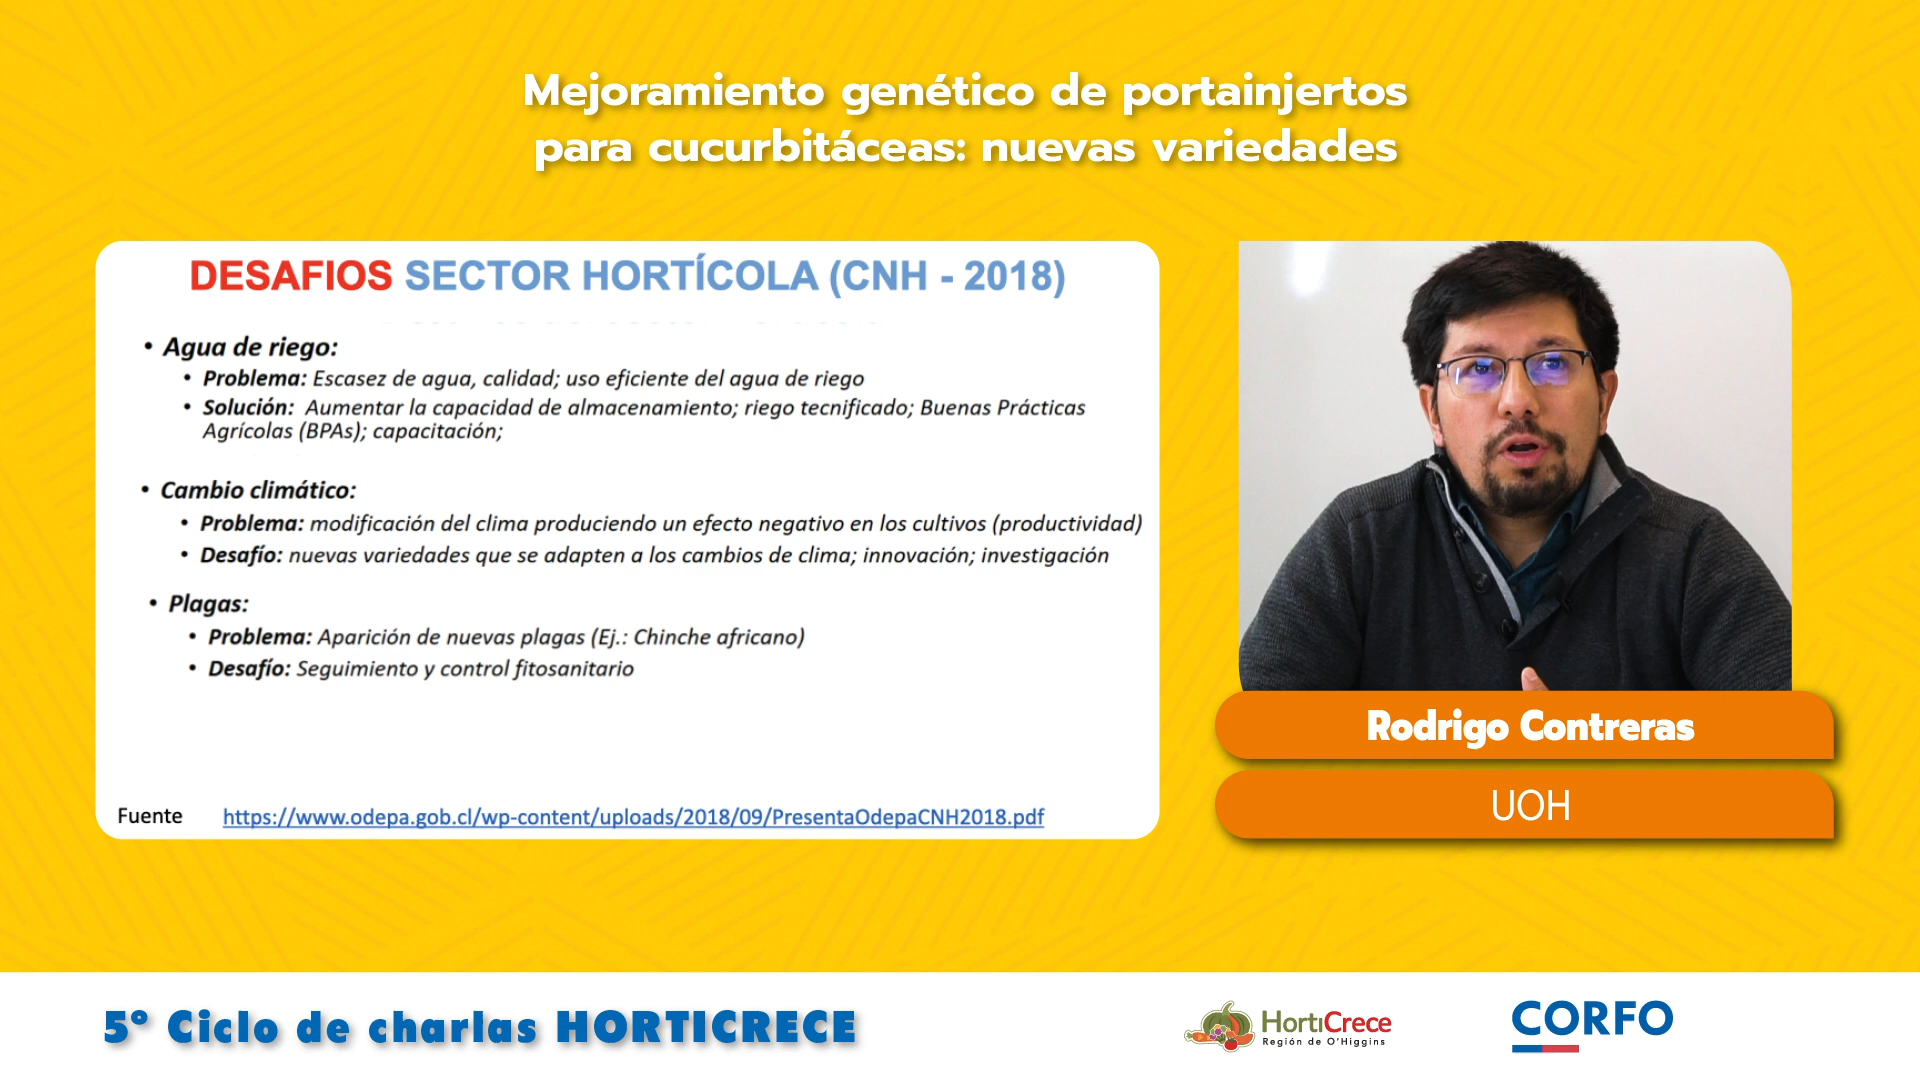 Mejoramiento genético de portainjertos
para cucurbitáceas: nuevas variedades
DESAFIOS SECTOR HORTÍCOLA (CNH - 2018)
• Agua de riego:
• Problema: Escasez de agua, calidad; uso eficiente del agua de riego
• Solución: Aumentar la capacidad de almacenamiento; riego tecnificado; Buenas Prácticas
Agrícolas (BPAs); capacitación;
• Cambio climático:
• Problema: modificación del clima produciendo un efecto negativo en los cultivos (productividad)
• Desafío: nuevas variedades que se adapten a los cambios de clima; innovación; investigación
• Plagas:
• Problema: Aparición de nuevas plagas (Ej.: Chinche africano)
• Desafío: Seguimiento y control fitosanitario
Fuente https://www.odepa.gob.cl/wp-content/uploads/2018/09/PresentaOdepaCNH2018.pdf
Rodrigo Contreras
UOH
5º Ciclo de charlas HORTICRECE
HortiCrece
Región de O'Higgins
CORFO